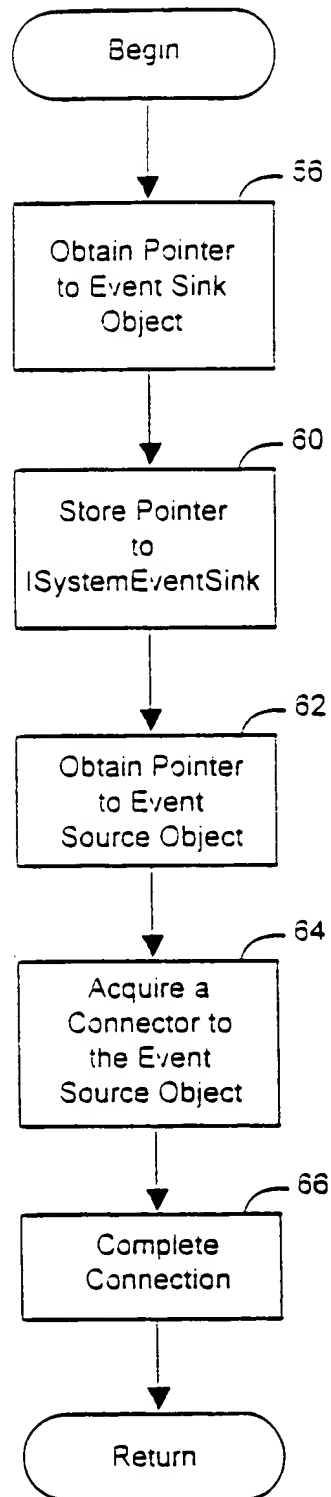 Begin
56
Obtain Pointer
to Event Sink
Object
60
Store Pointer
to
ISystemEventSink
62
Obtain Pointer
to Event
Source Object
64
Acquire a
Connector to
the Event
Source Object
66
Complete
Connection
Return